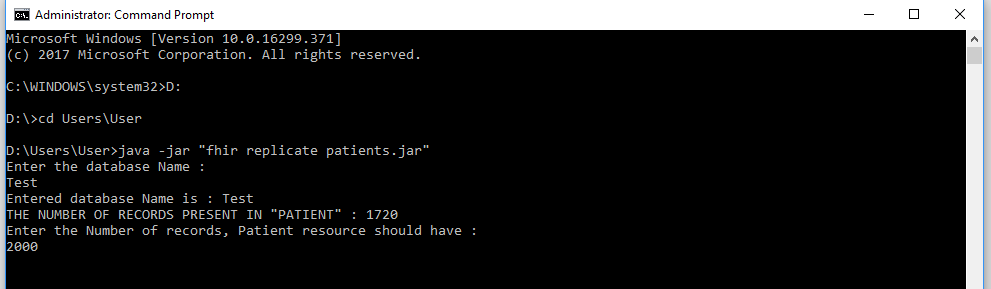 Administrator: Command Prompt
Microsoft Windows [Version 10.0.16299.371]
(c) 2017 Microsoft Corporation. All rights reserved.
C:\WINDOWS\system32>D:
D:\>cd Users\User
D:\Users\User>java -jar "fhir replicate patients.jar"
Enter the database Name :
Test
Entered database Name is : Test
THE NUMBER OF RECORDS PRESENT IN "PATIENT" : 1720
Enter the Number of records, Patient resource should have :
2000